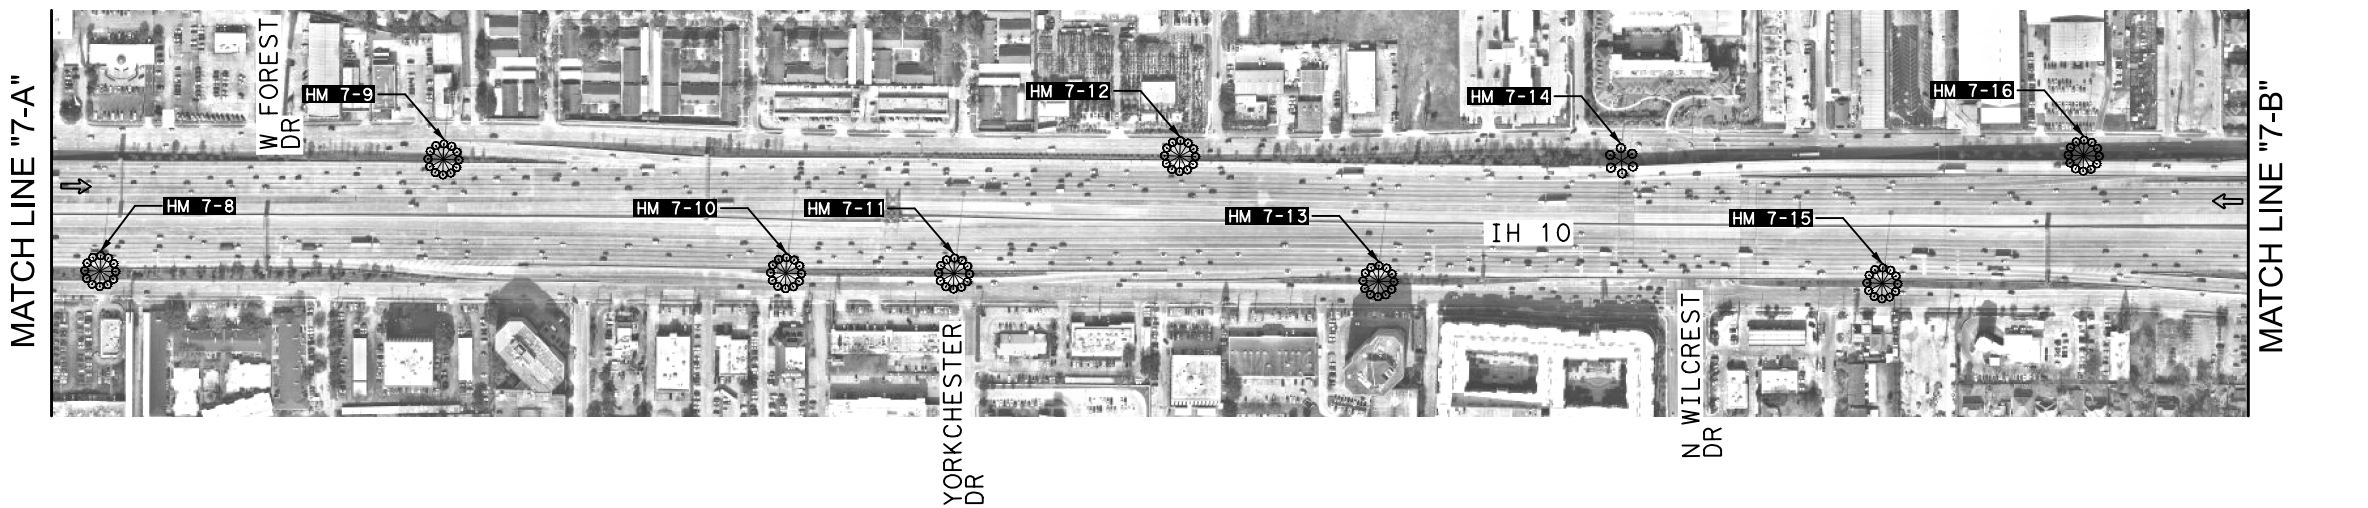 MATCH LINE "7-A"
W FOREST
DR
HM 7-8
HM 7-9
HM 7-10
HM 7-11
HM 7-12
HM 7-13
HM 7-14
HM 7-15
HM 7-16
IH 10
YORKCHESTER
DR
N WILCREST
DR
MATCH LINE "7-B"